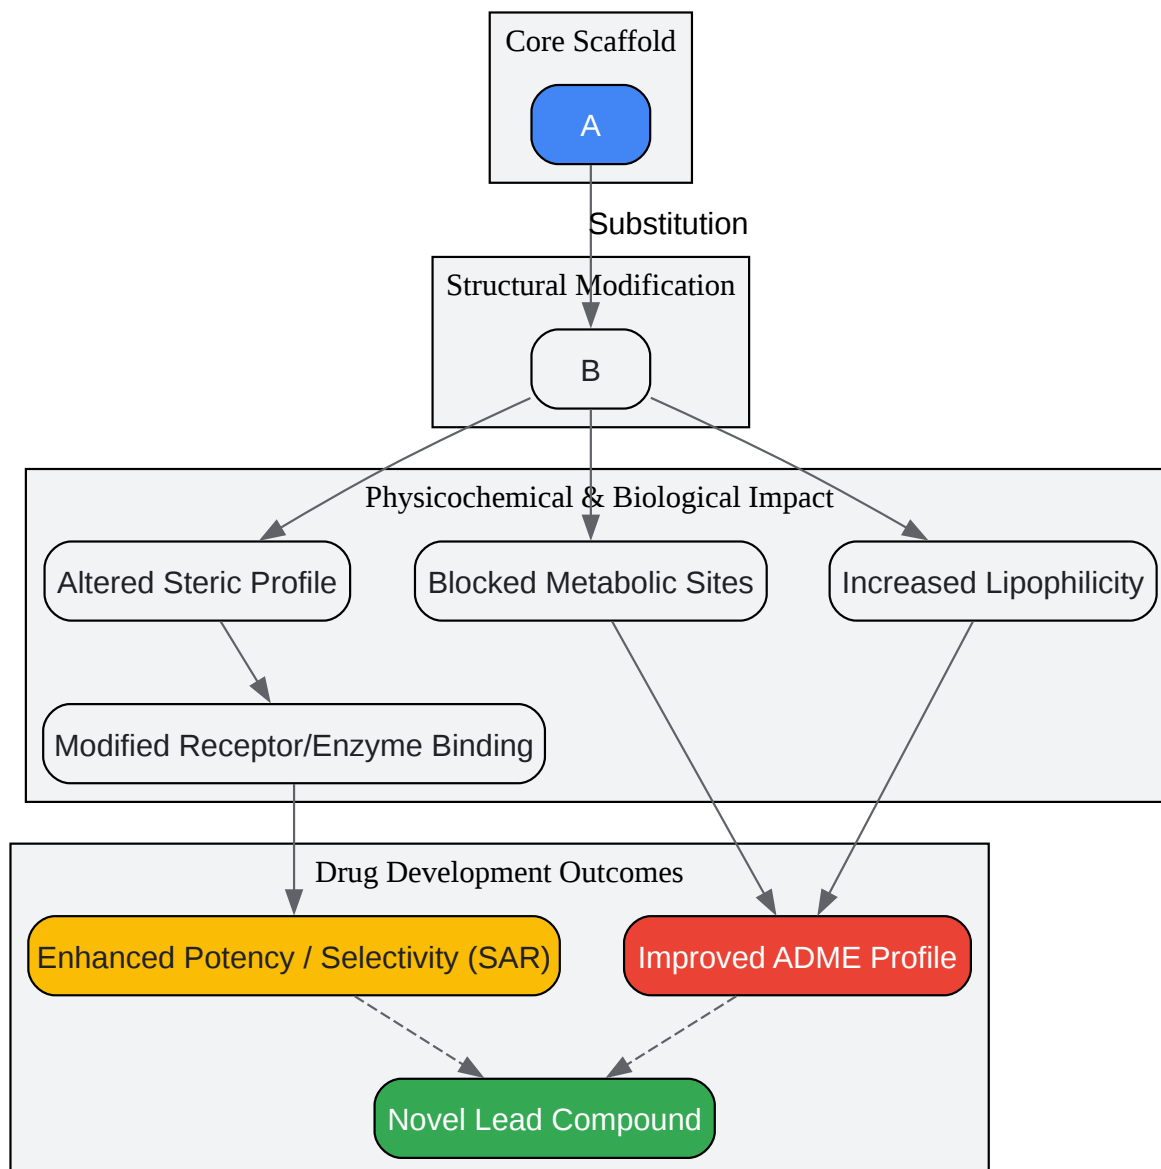 Core Scaffold
A
Substitution
Structural Modification
B
Physicochemical & Biological Impact
Altered Steric Profile
Blocked Metabolic Sites
Increased Lipophilicity
Modified Receptor/Enzyme Binding
Drug Development Outcomes
Enhanced Potency / Selectivity (SAR)
Improved ADME Profile
Novel Lead Compound